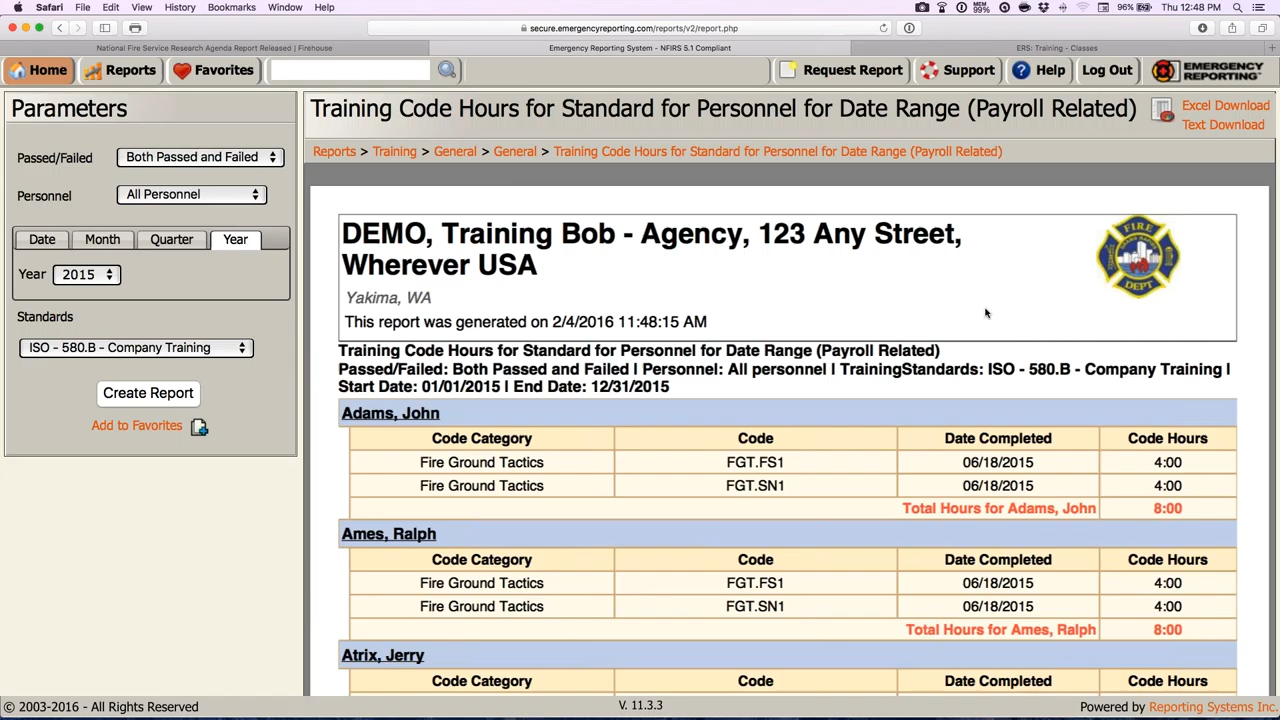 Safari File Edit View History Bookmarks Window Help MEM 99% 96% Thu 12:48 PM
secure.emergencyreporting.com/reports/v2/report.php
National Fire Service Research Agenda Report Released | Firehouse
Emergency Reporting System - NFIRS 5.1 Compliant
ERS: Training - Classes
Home Reports Favorites Request Report Support Help Log Out EMERGENCY REPORTING
Parameters
Passed/Failed Both Passed and Failed
Personnel All Personnel
Date Month Quarter Year
Year 2015
Standards
ISO - 580.B - Company Training
Create Report
Add to Favorites
Training Code Hours for Standard for Personnel for Date Range (Payroll Related)
Excel Download
Text Download
Reports > Training > General > General > Training Code Hours for Standard for Personnel for Date Range (Payroll Related)
DEMO, Training Bob - Agency, 123 Any Street,
Wherever USA
FIRE
DEPT
Yakima, WA
This report was generated on 2/4/2016 11:48:15 AM
Training Code Hours for Standard for Personnel for Date Range (Payroll Related)
Passed/Failed: Both Passed and Failed | Personnel: All personnel | TrainingStandards: ISO - 580.B - Company Training |
Start Date: 01/01/2015 | End Date: 12/31/2015
Adams, John
Code Category Code Date Completed Code Hours
Fire Ground Tactics FGT.FS1 06/18/2015 4:00
Fire Ground Tactics FGT.SN1 06/18/2015 4:00
Total Hours for Adams, John 8:00
Ames, Ralph
Code Category Code Date Completed Code Hours
Fire Ground Tactics FGT.FS1 06/18/2015 4:00
Fire Ground Tactics FGT.SN1 06/18/2015 4:00
Total Hours for Ames, Ralph 8:00
Atrix, Jerry
Code Category Code Date Completed Code Hours
© 2003-2016 - All Rights Reserved V. 11.3.3 Powered by Reporting Systems Inc.